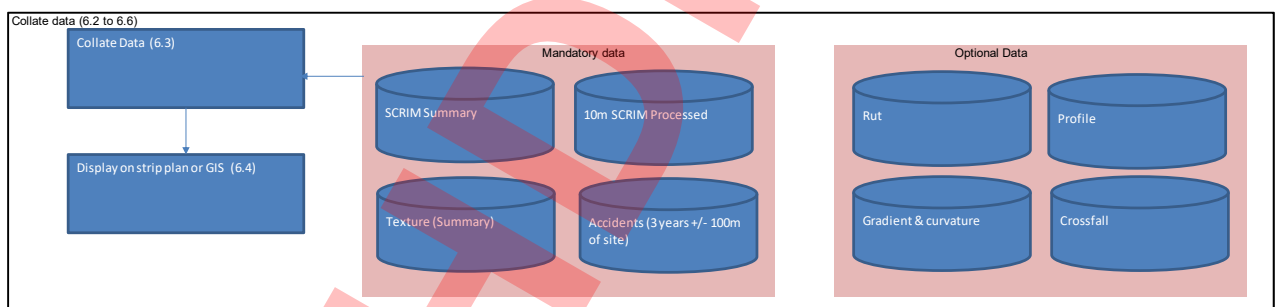 Collate data (6.2 to 6.6)
Collate Data (6.3)
Display on strip plan or GIS (6.4)
Mandatory data
SCRIM Summary
10m SCRIM Processed
Texture (Summary)
Accidents (3 years +/- 100m
of site)
Optional Data
Rut
Profile
Gradient & curvature
Crossfall